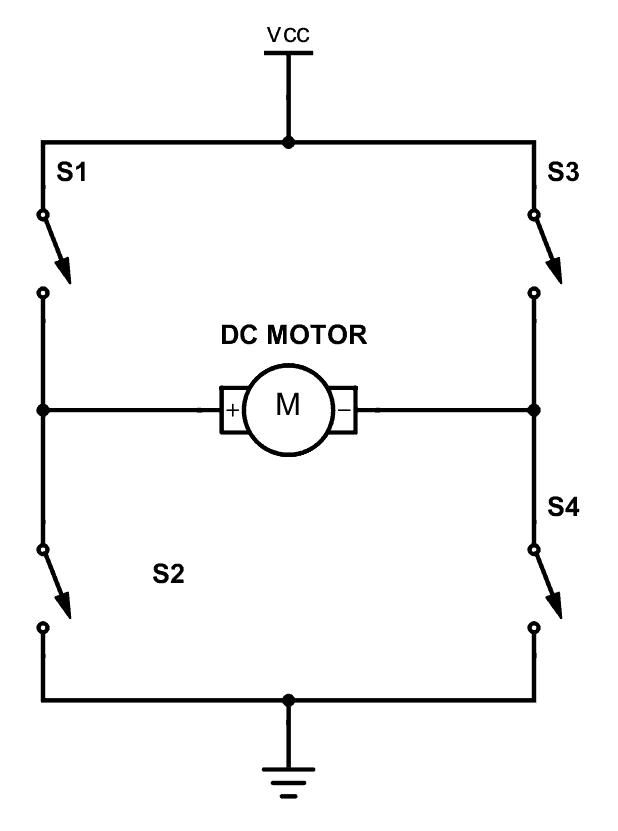 VCC
S1
S3
DC MOTOR
+ M −
S4
S2